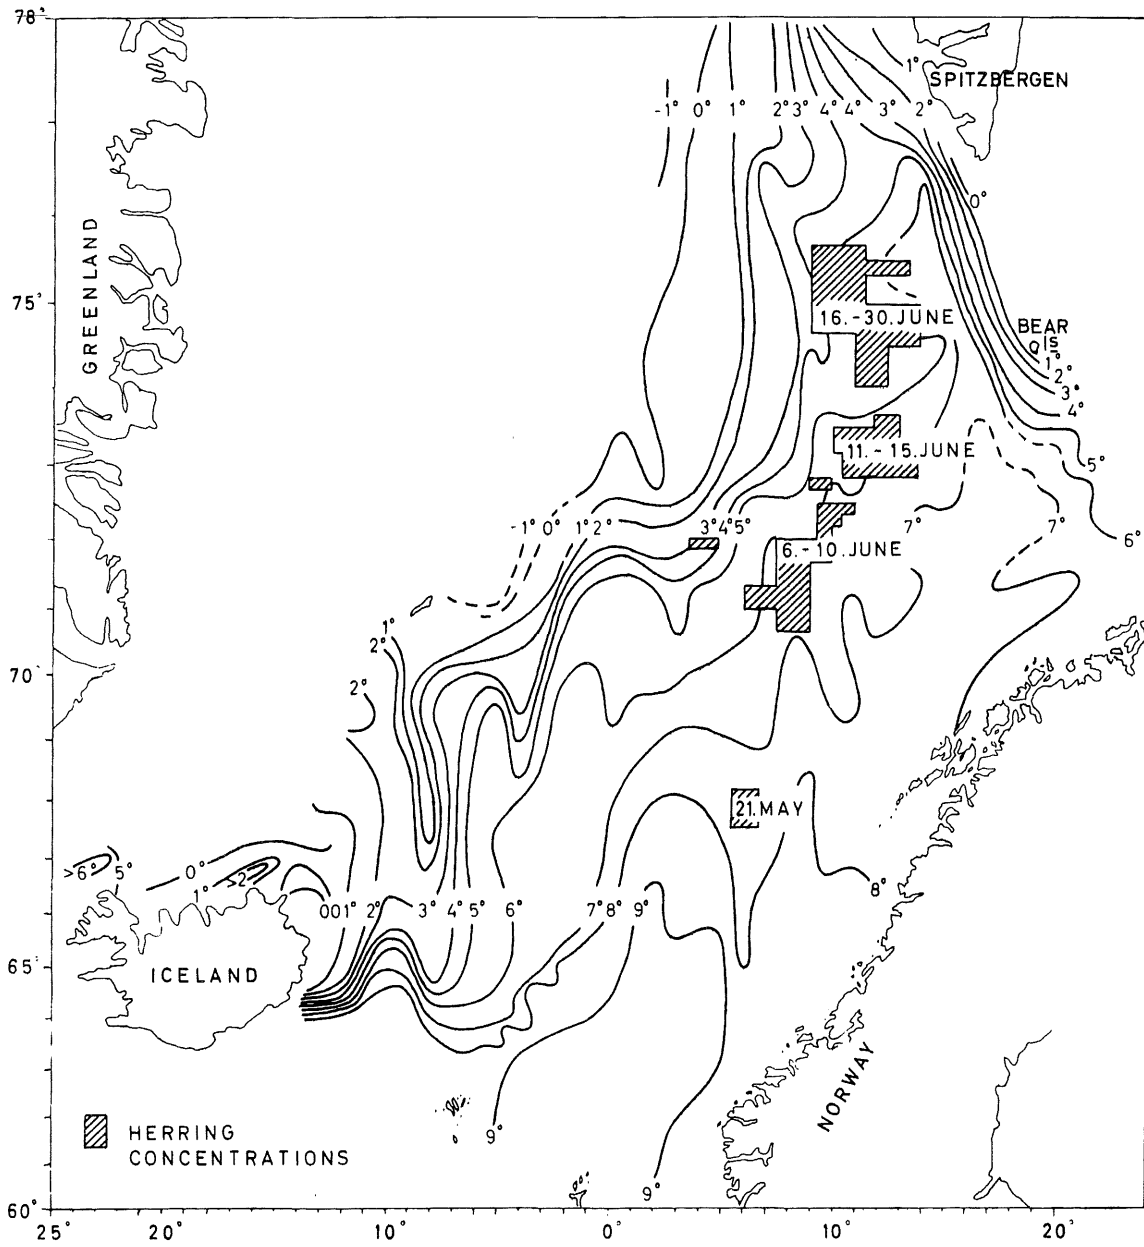 78°
1°
SPITZBERGEN
-1° 0° 1° 2° 3° 4° 4° 3° 2°
0°
GREENLAND
75°
16.-30. JUNE
BEAR
IS
1°
2°
3°
4°
11.-15. JUNE
5°
-1° 0° 1° 2° 3° 4° 5°
7° 7° 6°
6.-10. JUNE
1°
2°
70°
2°
21. MAY
>6° 5° 0°
1° >2
8°
001° 2° 3° 4° 5° 6° 7° 8° 9°
65°
ICELAND
NORWAY
HERRING
CONCENTRATIONS
9°
9°
60°
25° 20° 10° 0° 10° 20°